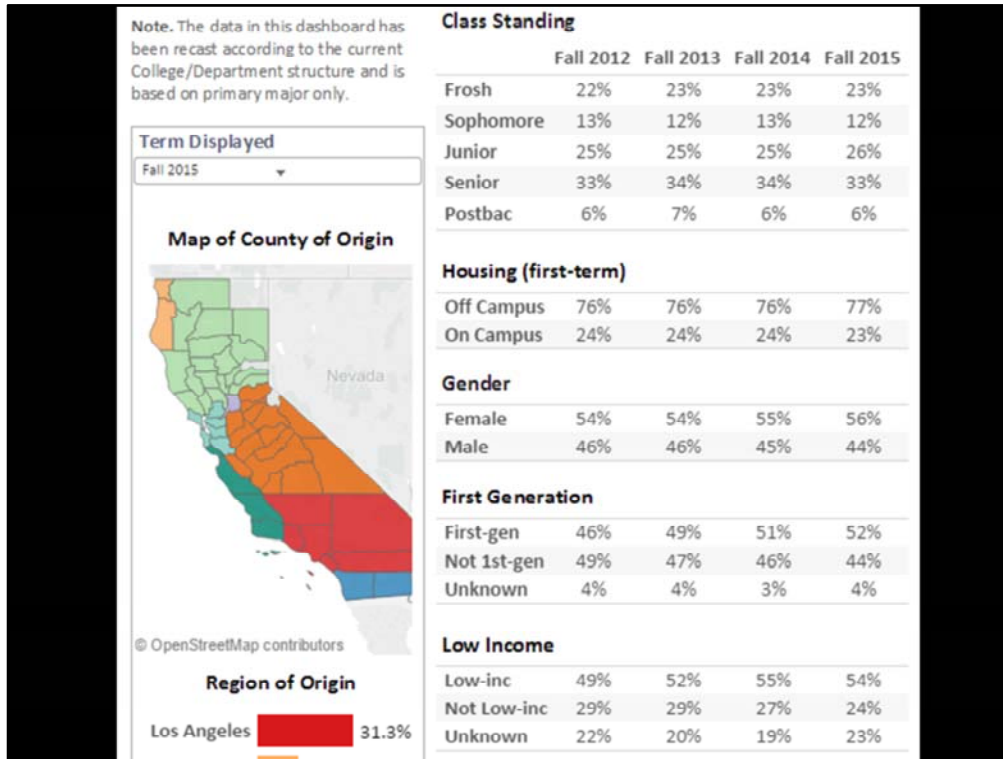 Note. The data in this dashboard has
been recast according to the current
College/Department structure and is
based on primary major only.
Term Displayed
Fall 2015
Map of County of Origin
Nevada
© OpenStreetMap contributors
Region of Origin
Los Angeles 31.3%
Class Standing
Fall 2012 Fall 2013 Fall 2014 Fall 2015
Frosh 22% 23% 23% 23%
Sophomore 13% 12% 13% 12%
Junior 25% 25% 25% 26%
Senior 33% 34% 34% 33%
Postbac 6% 7% 6% 6%
Housing (first-term)
Off Campus 76% 76% 76% 77%
On Campus 24% 24% 24% 23%
Gender
Female 54% 54% 55% 56%
Male 46% 46% 45% 44%
First Generation
First-gen 46% 49% 51% 52%
Not 1st-gen 49% 47% 46% 44%
Unknown 4% 4% 3% 4%
Low Income
Low-inc 49% 52% 55% 54%
Not Low-inc 29% 29% 27% 24%
Unknown 22% 20% 19% 23%